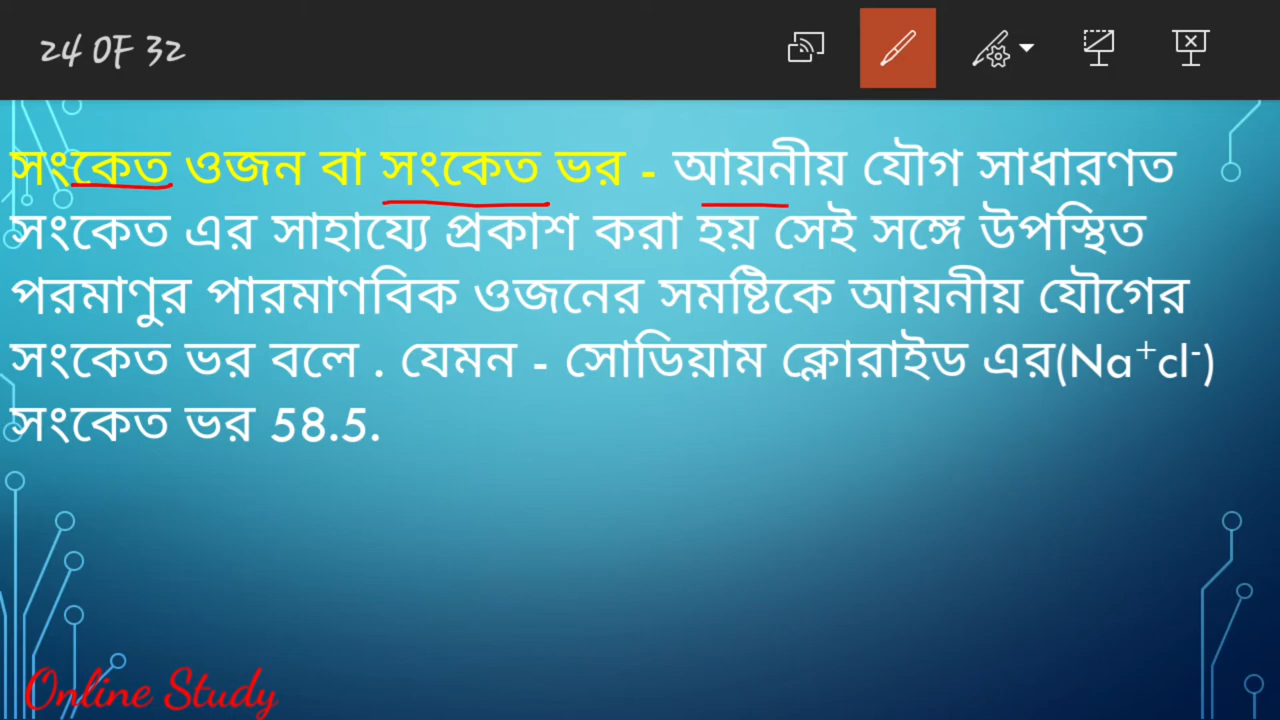 24 OF 32
সংকেত ওজন বা সংকেত ভর - আয়নীয় যৌগ সাধারণত
সংকেত এর সাহায্যে প্রকাশ করা হয় সেই সঙ্গে উপস্থিত
পরমাণুর পারমাণবিক ওজনের সমষ্টিকে আয়নীয় যৌগের
সংকেত ভর বলে . যেমন - সোডিয়াম ক্লোরাইড এর(Na⁺cl⁻)
সংকেত ভর 58.5.
Online Study